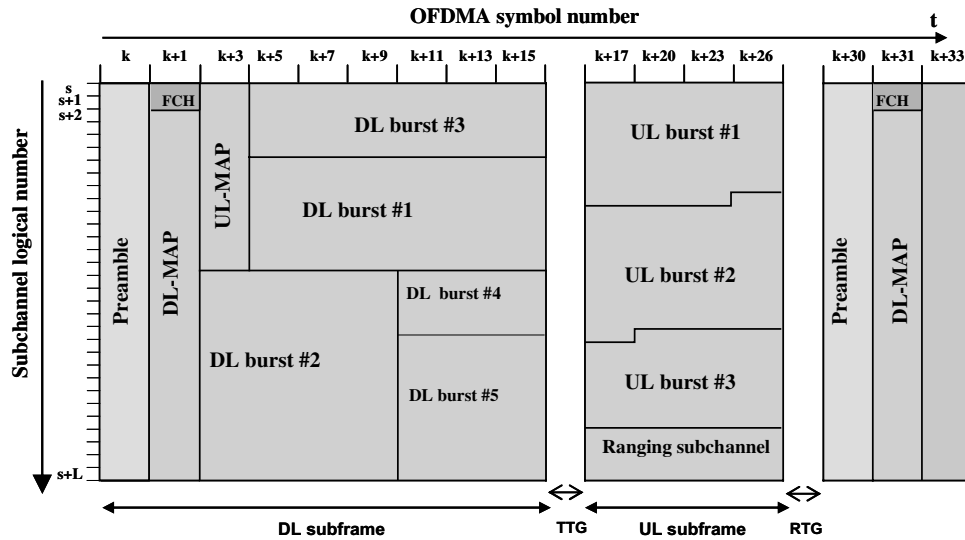 OFDMA symbol number
t
k k+1 k+3 k+5 k+7 k+9 k+11 k+13 k+15 k+17 k+20 k+23 k+26 k+30 k+31 k+33
Subchannel logical number
s
s+1
s+2
s+L
Preamble
FCH
DL-MAP
UL-MAP
DL burst #3
DL burst #1
DL burst #2
DL burst #4
DL burst #5
UL burst #1
UL burst #2
UL burst #3
Ranging subchannel
Preamble
FCH
DL-MAP
DL subframe
TTG
UL subframe
RTG